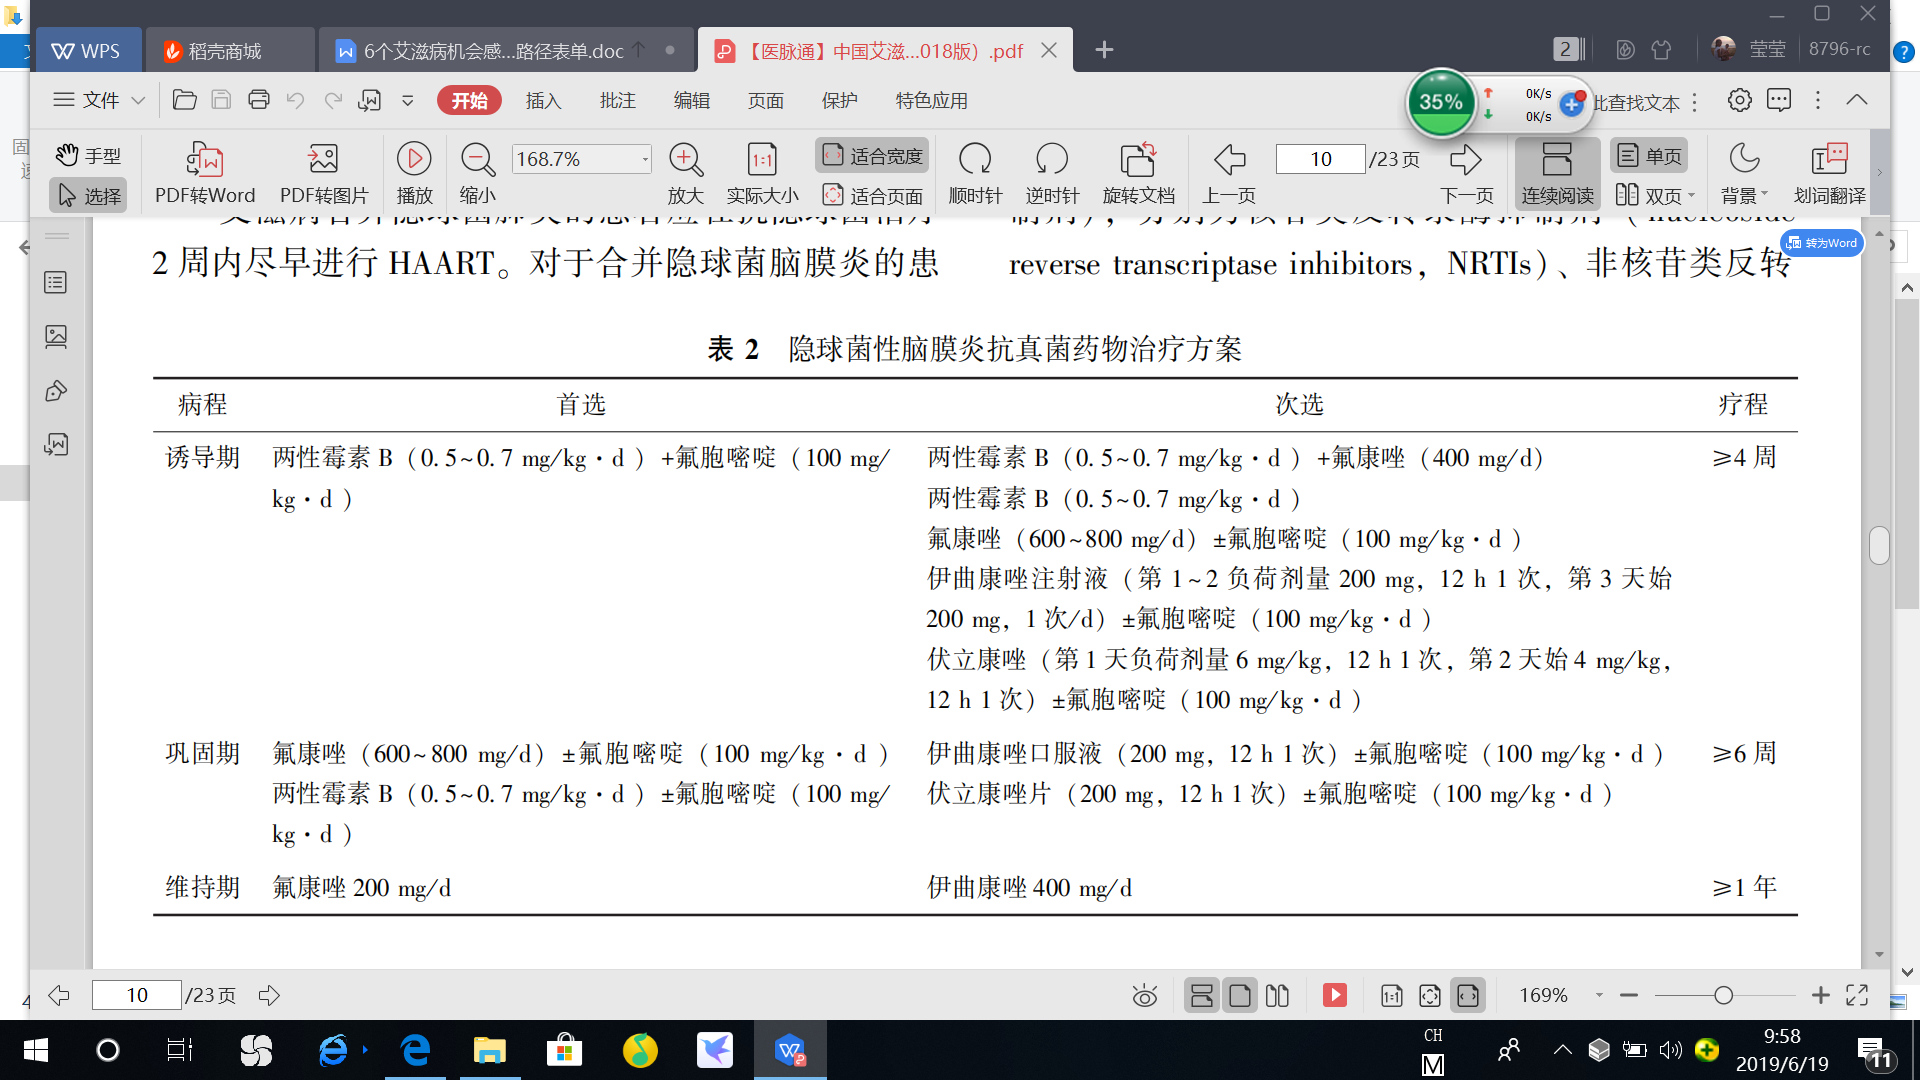 WPS
稻壳商城
6个艾滋病机会感...路径表单.doc
【医脉通】中国艾滋...018版）.pdf
2
莹莹
8796-rc
文件
开始
插入
批注
编辑
页面
保护
特色应用
35%
0K/s
0K/s
此查找文本
手型
选择
PDF转Word
PDF转图片
播放
缩小
168.7%
放大
1:1
实际大小
适合宽度
适合页面
顺时针
逆时针
旋转文档
上一页
10
/23页
下一页
连续阅读
单页
双页
背景
划词翻译
转为Word
2 周内尽早进行 HAART。对于合并隐球菌脑膜炎的患
reverse transcriptase inhibitors，NRTIs）、非核苷类反转
表 2 隐球菌性脑膜炎抗真菌药物治疗方案
病程 首选 次选 疗程
诱导期 两性霉素 B（0. 5~0. 7 mg/kg · d ）+氟胞嘧啶（100 mg/ 两性霉素 B（0. 5~0. 7 mg/kg · d ）+氟康唑（400 mg/d） ≥4 周
kg · d ） 两性霉素 B（0. 5~0. 7 mg/kg · d ）
氟康唑（600~800 mg/d）±氟胞嘧啶（100 mg/kg · d ）
伊曲康唑注射液（第 1~2 负荷剂量 200 mg，12 h 1 次，第 3 天始
200 mg，1 次/d）±氟胞嘧啶（100 mg/kg · d ）
伏立康唑（第 1 天负荷剂量 6 mg/kg，12 h 1 次，第 2 天始 4 mg/kg，
12 h 1 次）±氟胞嘧啶（100 mg/kg · d ）
巩固期 氟康唑（600~800 mg/d）±氟胞嘧啶（100 mg/kg · d ） 伊曲康唑口服液（200 mg，12 h 1 次）±氟胞嘧啶（100 mg/kg · d ） ≥6 周
两性霉素 B（0. 5~0. 7 mg/kg · d ）±氟胞嘧啶（100 mg/ 伏立康唑片（200 mg，12 h 1 次）±氟胞嘧啶（100 mg/kg · d ）
kg · d ）
维持期 氟康唑 200 mg/d 伊曲康唑 400 mg/d ≥1 年
10
/23页
1:1
169%
CH
M
9:58
2019/6/19
11